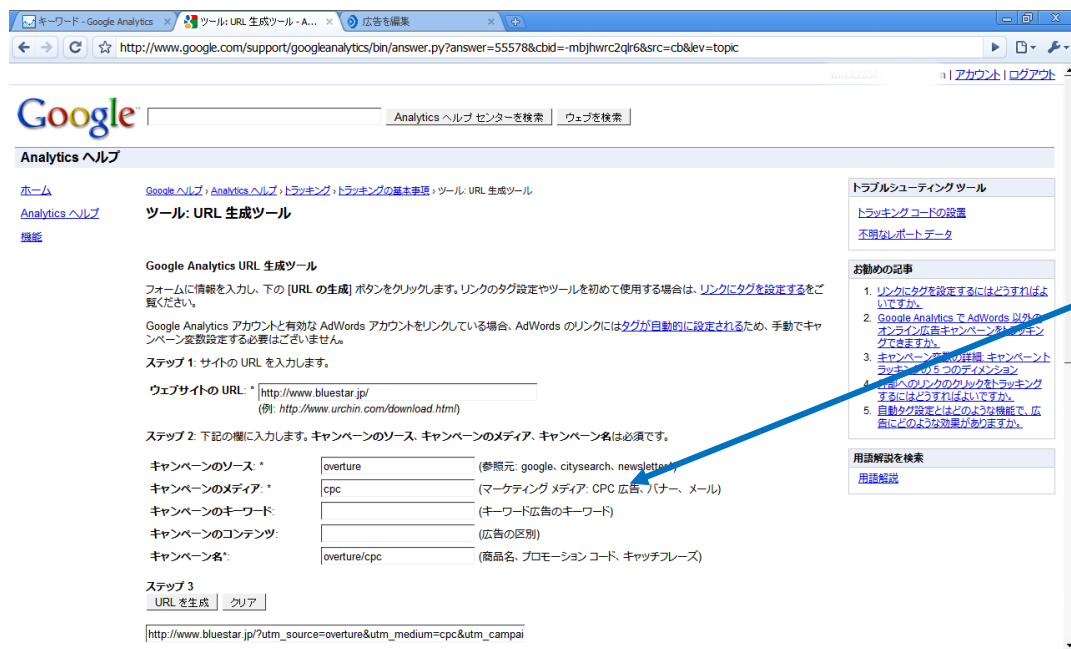 キーワード - Google Analytics
ツール: URL 生成ツール - A...
広告を編集
http://www.google.com/support/googleanalytics/bin/answer.py?answer=55578&cbid=-mbjhwrc2qlr6&src=cb&lev=topic
| アカウント | ログアウト
Google
Analytics ヘルプ センターを検索 ウェブを検索
Analytics ヘルプ
ホーム
Analytics ヘルプ
機能
Google ヘルプ › Analytics ヘルプ › トラッキング › トラッキングの基本事項 › ツール: URL 生成ツール
ツール: URL 生成ツール
Google Analytics URL 生成ツール
フォームに情報を入力し、下の [URL の生成] ボタンをクリックします。リンクのタグ設定やツールを初めて使用する場合は、リンクにタグを設定するをご
覧ください。
Google Analytics アカウントと有効な AdWords アカウントをリンクしている場合、AdWords のリンクにはタグが自動的に設定されるため、手動でキャ
ンペーン変数設定する必要はございません。
ステップ 1: サイトの URL を入力します。
ウェブサイトの URL: * http://www.bluestar.jp/
(例: http://www.urchin.com/download.html)
ステップ 2: 下記の欄に入力します。キャンペーンのソース、キャンペーンのメディア、キャンペーン名は必須です。
キャンペーンのソース: * overture (参照元: google、citysearch、newsletter)
キャンペーンのメディア: * cpc (マーケティング メディア: CPC 広告、バナー、メール)
キャンペーンのキーワード: (キーワード広告のキーワード)
キャンペーンのコンテンツ: (広告の区別)
キャンペーン名*: overture/cpc (商品名、プロモーション コード、キャッチフレーズ)
ステップ 3
URL を生成 クリア
http://www.bluestar.jp/?utm_source=overture&utm_medium=cpc&utm_campai
トラブルシューティング ツール
トラッキング コードの設置
不明なレポート データ
お勧めの記事
1. リンクにタグを設定するにはどうすればよ
いですか。
2. Google Analytics で AdWords 以外の
オンライン広告キャンペーンをトラッキン
グできますか。
3. キャンペーン変数の詳細: キャンペーント
ラッキングの 5 つのディメンション
4. 外部へのリンクのクリックをトラッキング
するにはどうすればよいですか。
5. 自動タグ設定とはどのような機能で、広
告にどのような効果がありますか。
用語解説を検索
用語解説